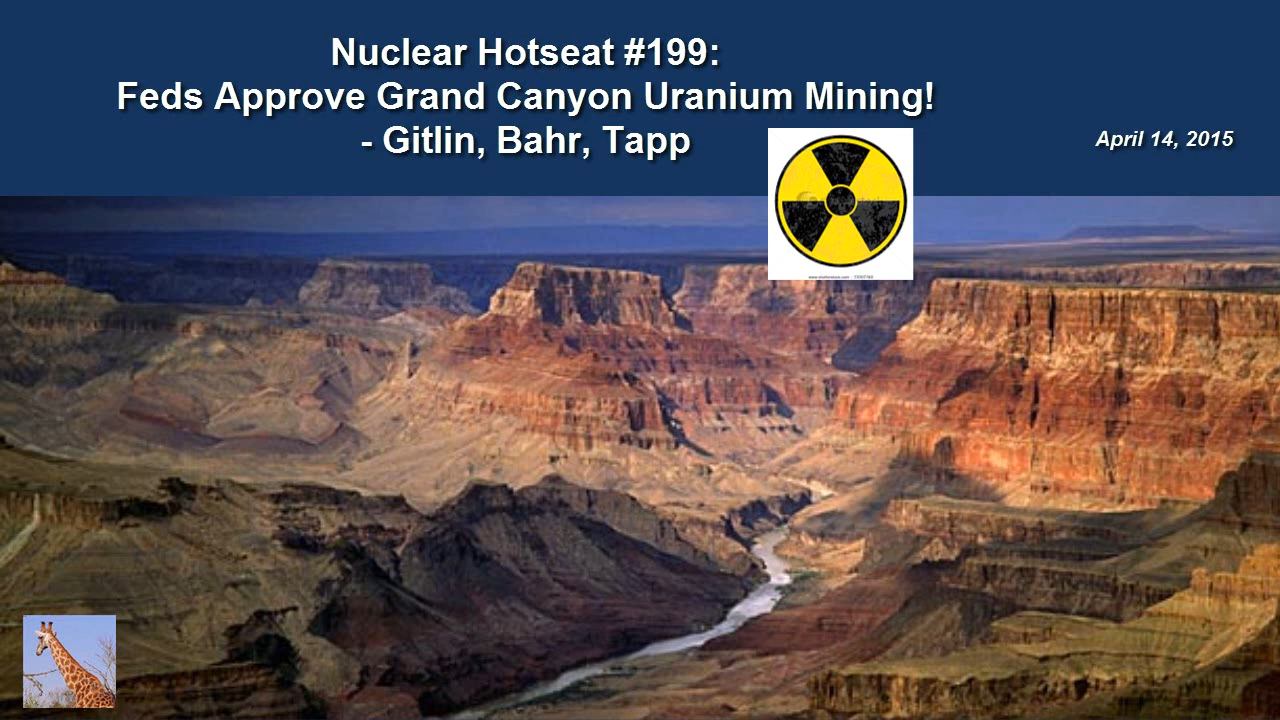 Nuclear Hotseat #199:
Feds Approve Grand Canyon Uranium Mining!
- Gitlin, Bahr, Tapp
April 14, 2015